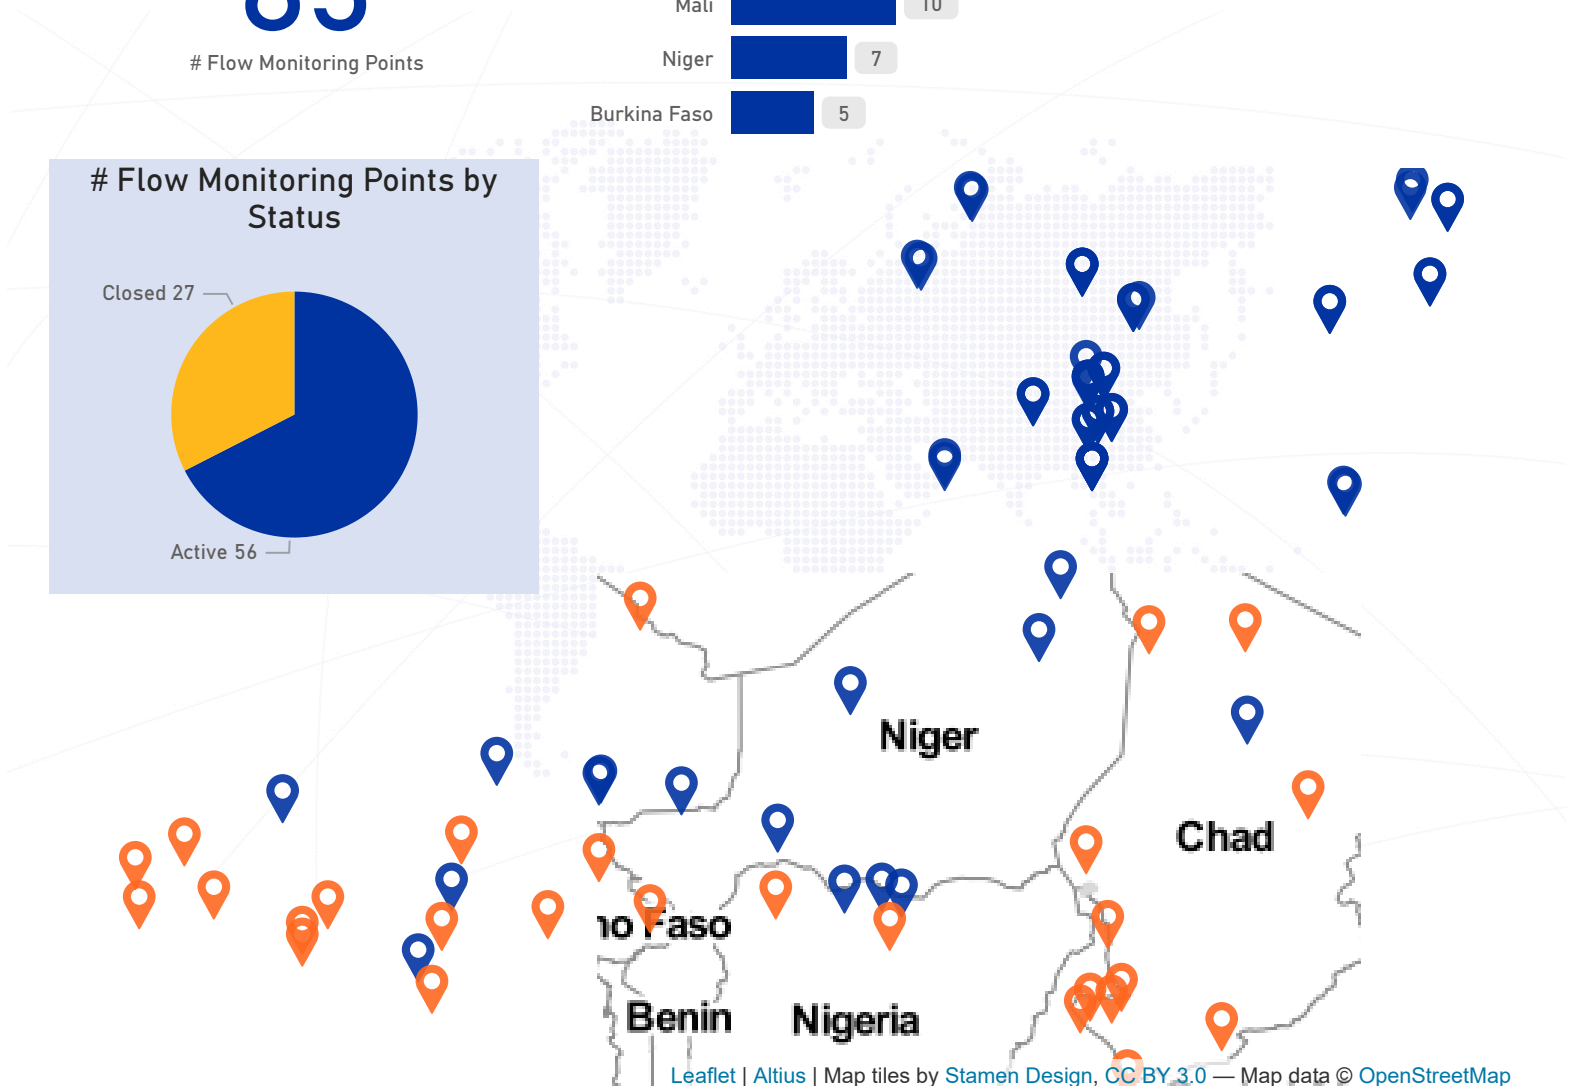 Mali
10
# Flow Monitoring Points
Niger
7
Burkina Faso
5
# Flow Monitoring Points by
Status
Closed 27
Active 56
Niger
Chad
no Faso
Benin
Nigeria
Leaflet | Altius | Map tiles by Stamen Design, CC BY 3.0 — Map data © OpenStreetMap